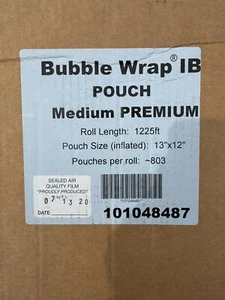 Bubble Wrap® IB
POUCH
Medium PREMIUM
Roll Length: 1225ft
Pouch Size (inflated): 13"x12"
Pouches per roll: ~803
SEALED AIR
QUALITY FILM
"PROUDLY PRODUCED"
DATE
101048487